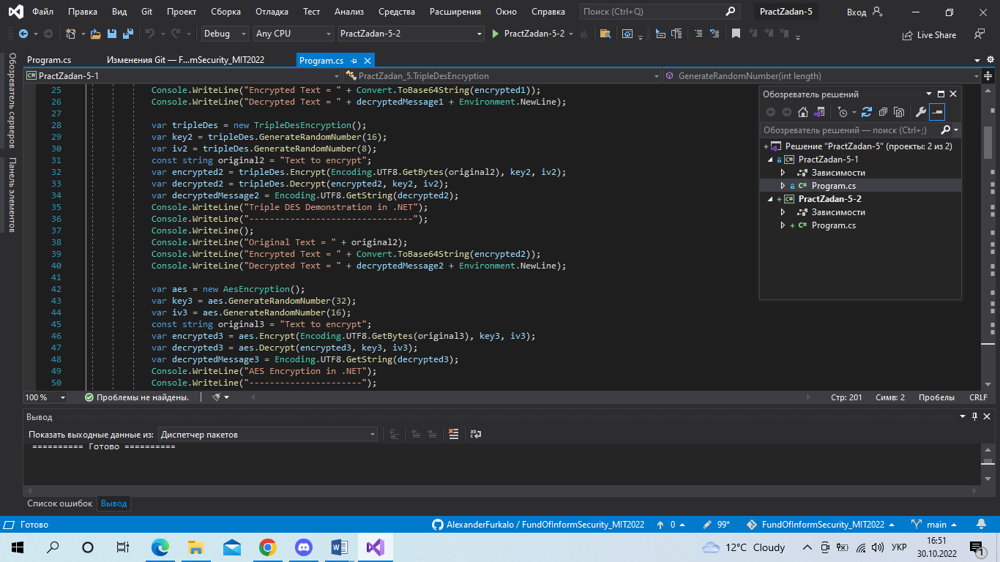 Файл Правка Вид Git Проект Сборка Отладка Тест Анализ Средства Расширения Окно Справка Поиск (Ctrl+Q) PractZadan-5 Вход
Debug Any CPU PractZadan-5-2 PractZadan-5-2 Live Share
Program.cs Изменения Git — F...mSecurity_MIT2022 Program.cs
PractZadan-5-1 PractZadan_5.TripleDesEncryption GenerateRandomNumber(int length)
25 Console.WriteLine("Encrypted Text = " + Convert.ToBase64String(encrypted1));
26 Console.WriteLine("Decrypted Text = " + decryptedMessage1 + Environment.NewLine);
27
28 var tripleDes = new TripleDesEncryption();
29 var key2 = tripleDes.GenerateRandomNumber(16);
30 var iv2 = tripleDes.GenerateRandomNumber(8);
31 const string original2 = "Text to encrypt";
32 var encrypted2 = tripleDes.Encrypt(Encoding.UTF8.GetBytes(original2), key2, iv2);
33 var decrypted2 = tripleDes.Decrypt(encrypted2, key2, iv2);
34 var decryptedMessage2 = Encoding.UTF8.GetString(decrypted2);
35 Console.WriteLine("Triple DES Demonstration in .NET");
36 Console.WriteLine("--------------------------------");
37 Console.WriteLine();
38 Console.WriteLine("Original Text = " + original2);
39 Console.WriteLine("Encrypted Text = " + Convert.ToBase64String(encrypted2));
40 Console.WriteLine("Decrypted Text = " + decryptedMessage2 + Environment.NewLine);
41
42 var aes = new AesEncryption();
43 var key3 = aes.GenerateRandomNumber(32);
44 var iv3 = aes.GenerateRandomNumber(16);
45 const string original3 = "Text to encrypt";
46 var encrypted3 = aes.Encrypt(Encoding.UTF8.GetBytes(original3), key3, iv3);
47 var decrypted3 = aes.Decrypt(encrypted3, key3, iv3);
48 var decryptedMessage3 = Encoding.UTF8.GetString(decrypted3);
49 Console.WriteLine("AES Encryption in .NET");
50 Console.WriteLine("----------------------");
Обозреватель серверов
Панель элементов
Обозреватель решений
Обозреватель решений — поиск (Ctrl+;)
Решение "PractZadan-5" (проекты: 2 из 2)
PractZadan-5-1
Зависимости
Program.cs
PractZadan-5-2
Зависимости
Program.cs
100 % Проблемы не найдены. Стр: 201 Симв: 2 Пробелы CRLF
Вывод
Показать выходные данные из: Диспетчер пакетов
========== Готово ==========
Список ошибок Вывод
Готово AlexanderFurkalo / FundOfInformSecurity_MIT2022 0 99* FundOfInformSecurity_MIT2022 main
12°C Cloudy УКР 16:51
30.10.2022 1